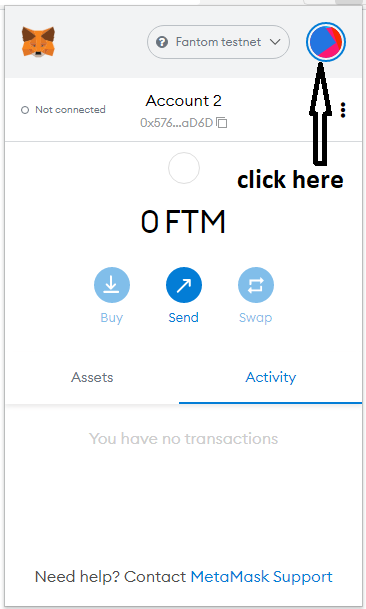 Fantom testnet
Not connected
Account 2
0x576...aD6D
click here
0 FTM
Buy
Send
Swap
Assets
Activity
You have no transactions
Need help? Contact MetaMask Support